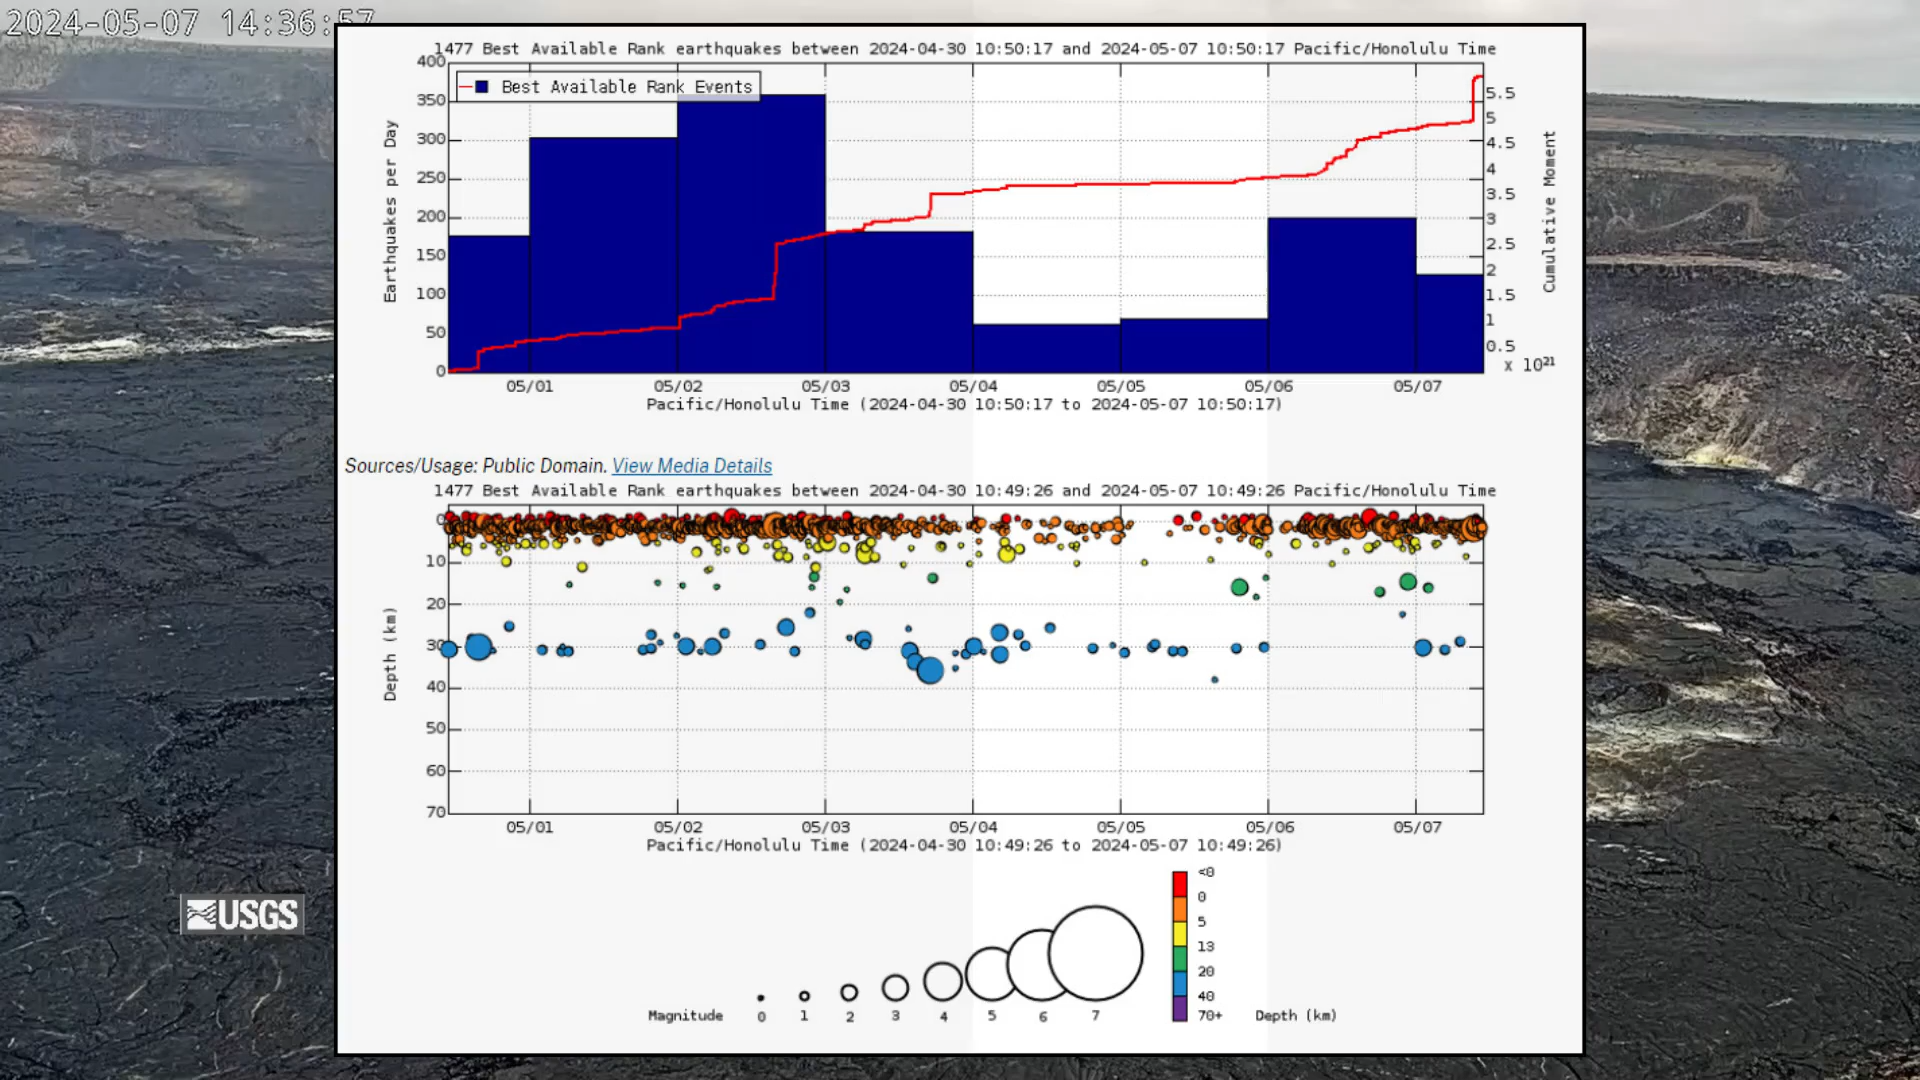 2024-05-07 14:36:57
1477 Best Available Rank earthquakes between 2024-04-30 10:50:17 and 2024-05-07 10:50:17 Pacific/Honolulu Time
Best Available Rank Events
Earthquakes per Day
400
350
300
250
200
150
100
50
0
Cumulative Moment
5.5
5
4.5
4
3.5
3
2.5
2
1.5
1
0.5
x 10²¹
05/01 05/02 05/03 05/04 05/05 05/06 05/07
Pacific/Honolulu Time (2024-04-30 10:50:17 to 2024-05-07 10:50:17)
Sources/Usage: Public Domain. View Media Details
1477 Best Available Rank earthquakes between 2024-04-30 10:49:26 and 2024-05-07 10:49:26 Pacific/Honolulu Time
Depth (km)
0
10
20
30
40
50
60
70
05/01 05/02 05/03 05/04 05/05 05/06 05/07
Pacific/Honolulu Time (2024-04-30 10:49:26 to 2024-05-07 10:49:26)
USGS
Magnitude 0 1 2 3 4 5 6 7
<0
0
5
13
20
40
70+ Depth (km)